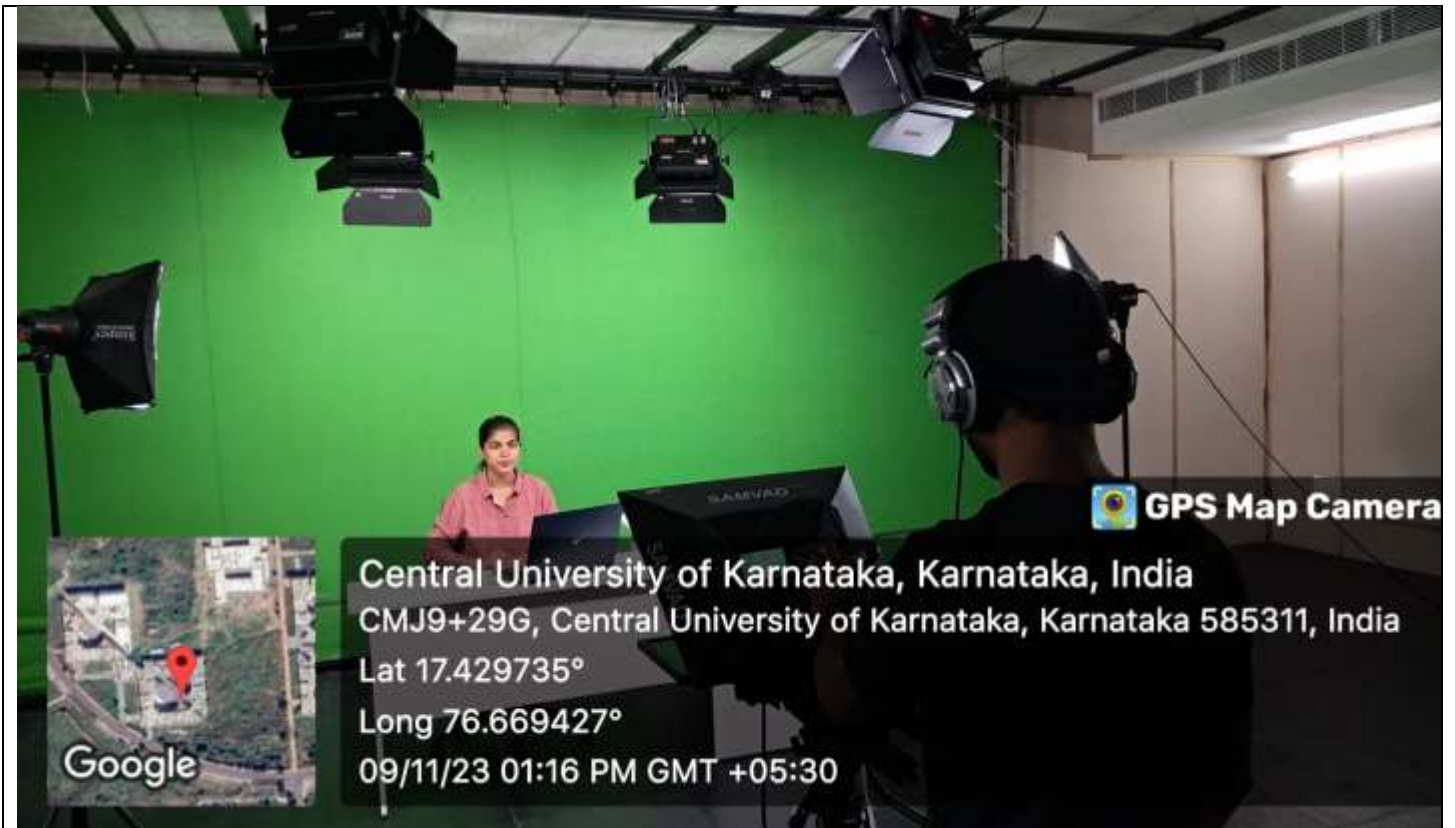 SAMVAD
GPS Map Camera
Central University of Karnataka, Karnataka, India
CMJ9+29G, Central University of Karnataka, Karnataka 585311, India
Lat 17.429735°
Long 76.669427°
09/11/23 01:16 PM GMT +05:30
Google